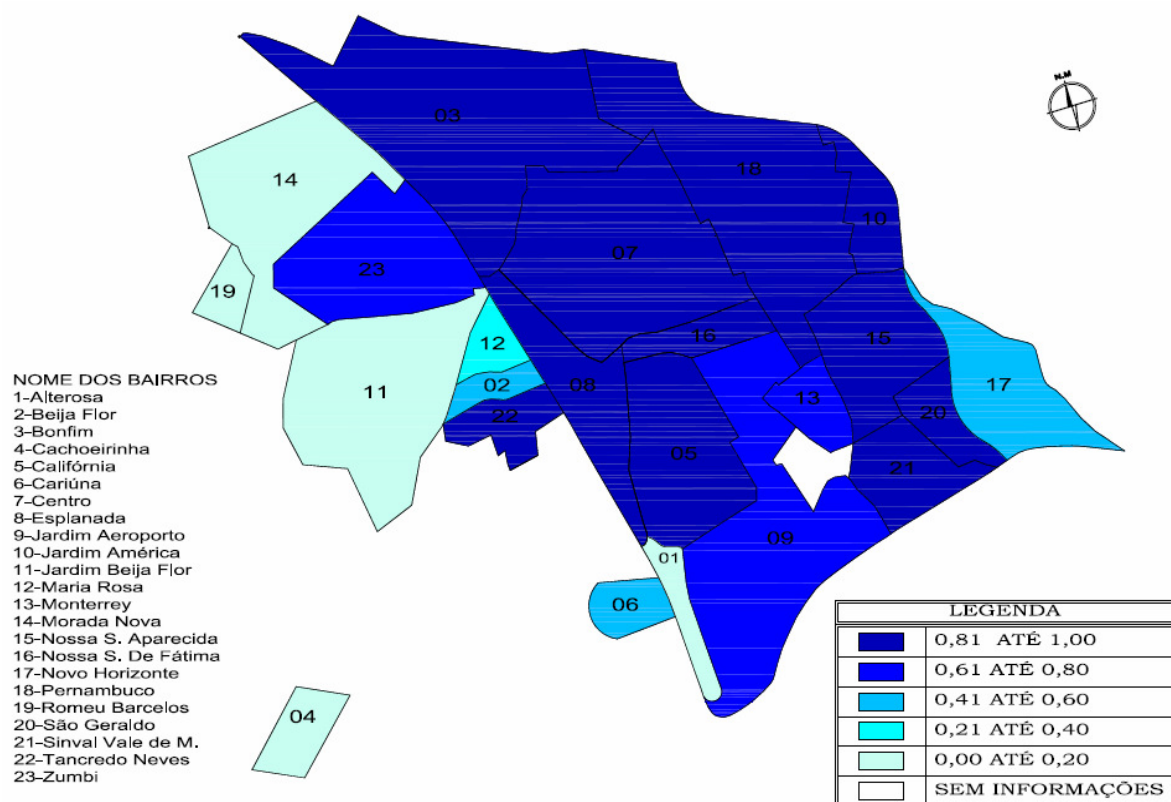 N.M
03
18
14
10
07
23
19
16
15
12
17
11
02
08
13
22
20
05
21
09
01
06
04
NOME DOS BAIRROS
1-Alterosa
2-Beija Flor
3-Bonfim
4-Cachoeirinha
5-Califórnia
6-Cariúna
7-Centro
8-Esplanada
9-Jardim Aeroporto
10-Jardim América
11-Jardim Beija Flor
12-Maria Rosa
13-Monterrey
14-Morada Nova
15-Nossa S. Aparecida
16-Nossa S. De Fátima
17-Novo Horizonte
18-Pernambuco
19-Romeu Barcelos
20-São Geraldo
21-Sinval Vale de M.
22-Tancredo Neves
23-Zumbi
LEGENDA
0,81 ATÉ 1,00
0,61 ATÉ 0,80
0,41 ATÉ 0,60
0,21 ATÉ 0,40
0,00 ATÉ 0,20
SEM INFORMAÇÕES